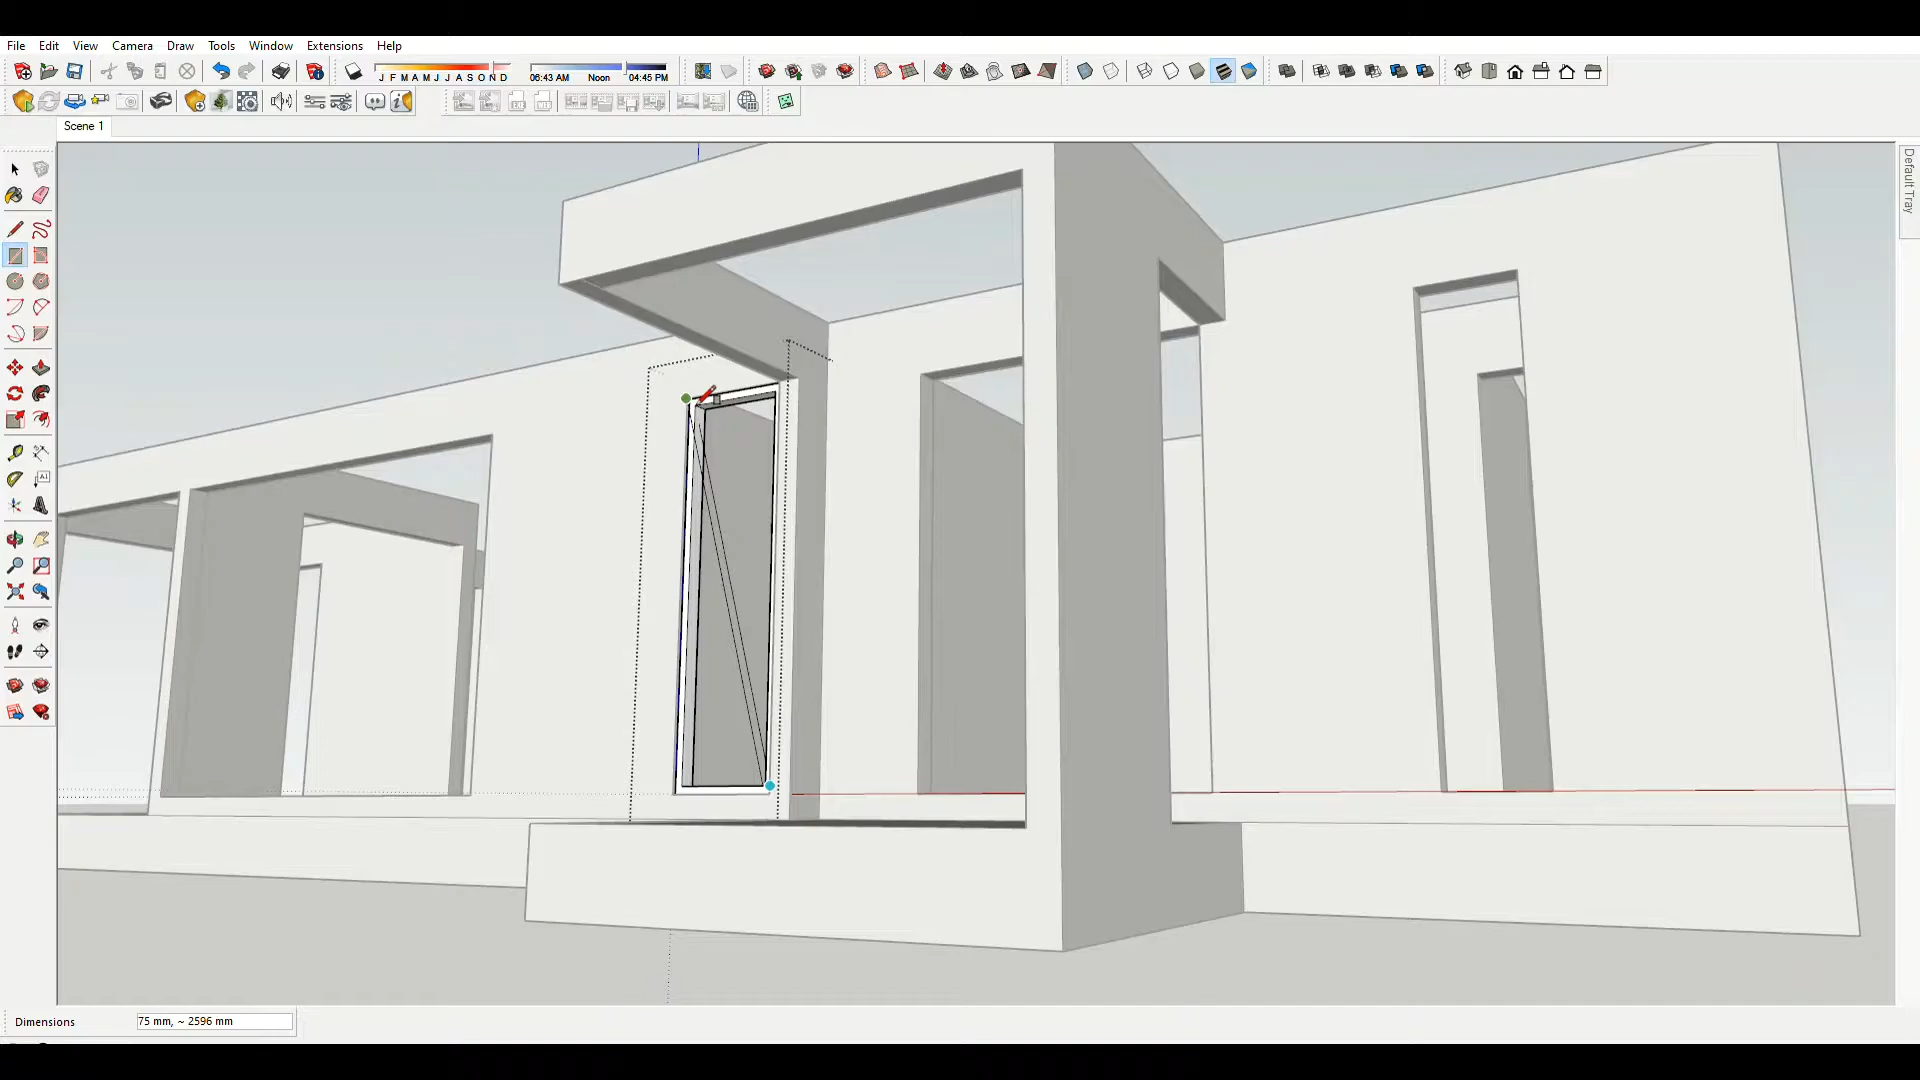 File Edit View Camera Draw Tools Window Extensions Help
J F M A M J J A S O N D 06:43 AM Noon 04:45 PM
Scene 1
Default Tray
Dimensions 75 mm, ~ 2596 mm